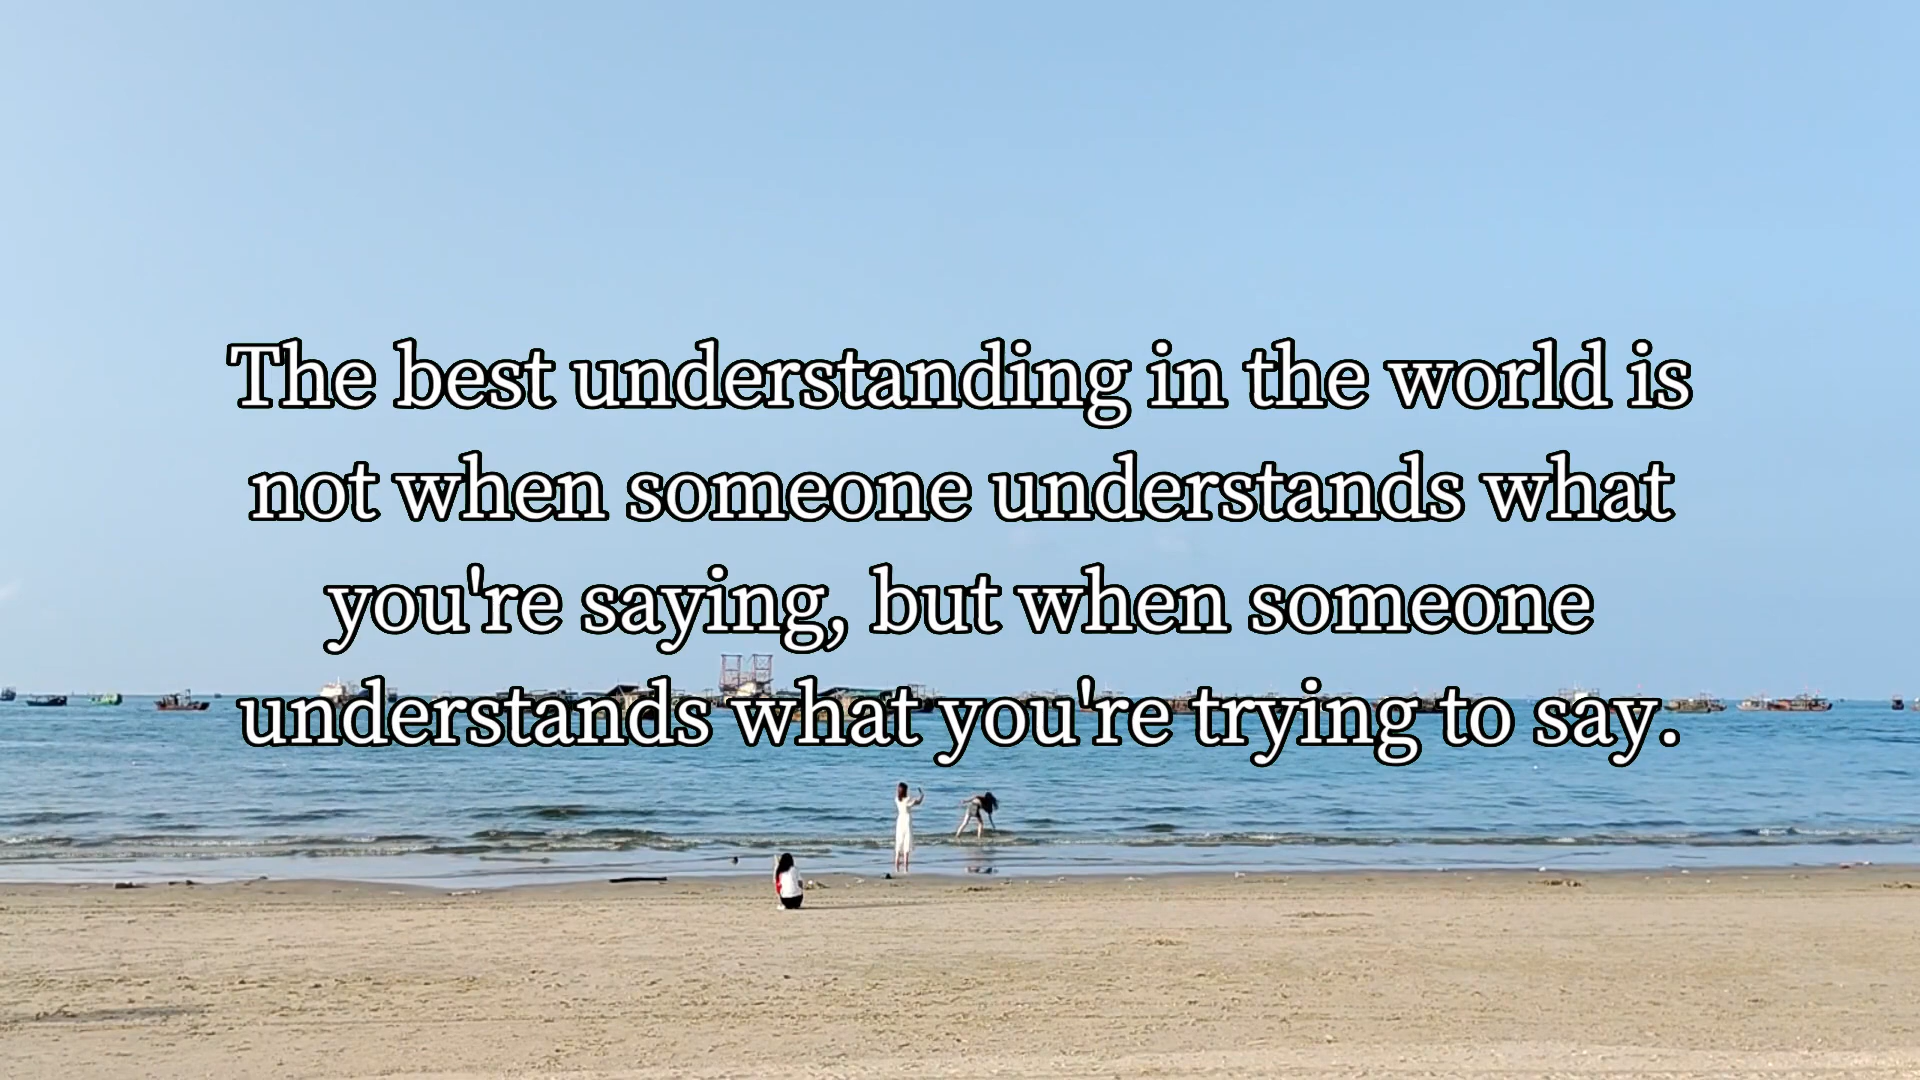 The best understanding in the world is
not when someone understands what
you're saying, but when someone
understands what you're trying to say.